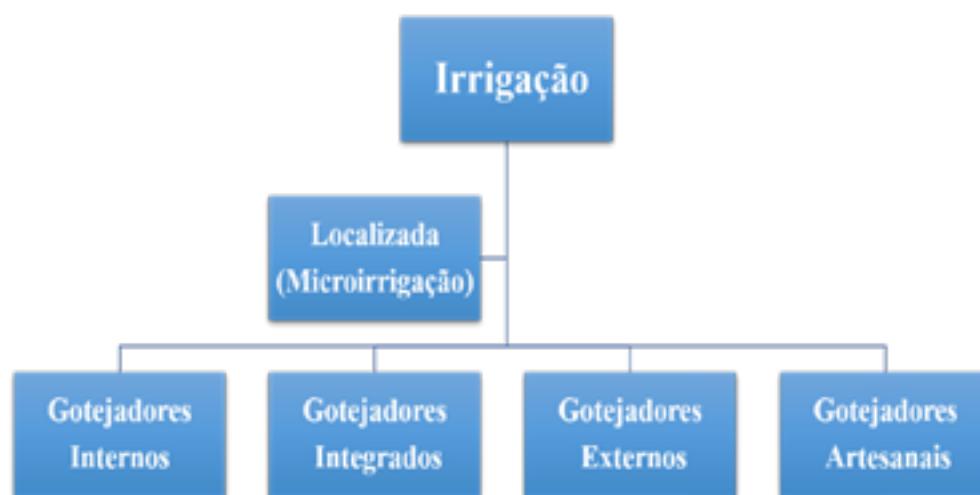 Irrigação
Localizada
(Microirrigação)
Gotejadores
Internos
Gotejadores
Integrados
Gotejadores
Externos
Gotejadores
Artesanais